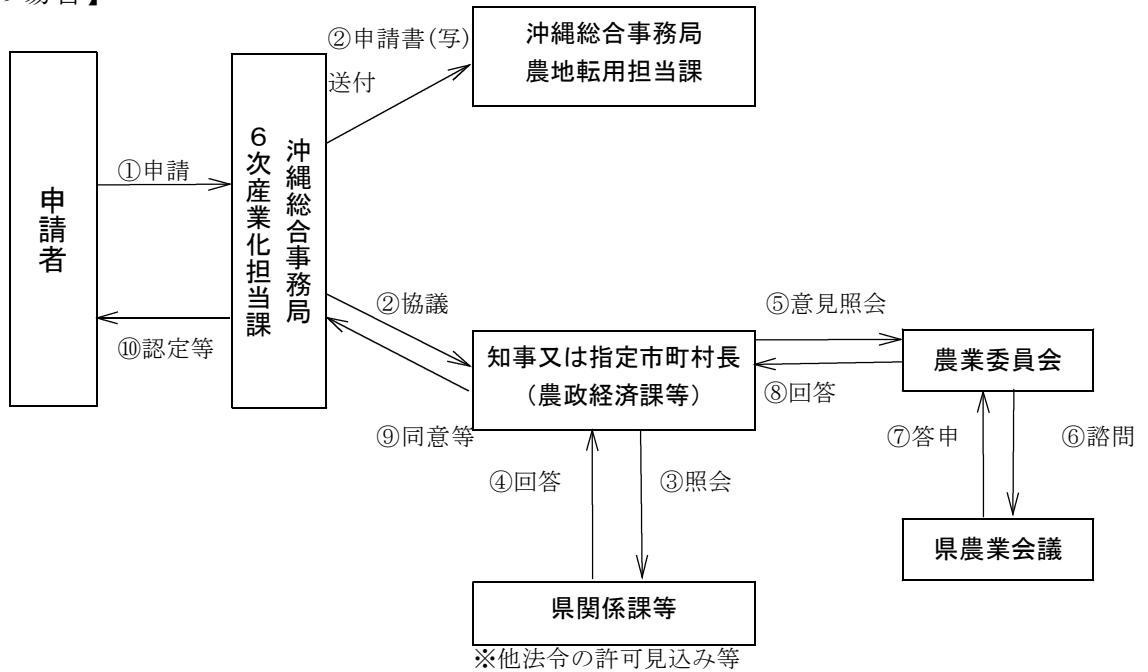 場合】
②申請書(写)
送付
沖縄総合事務局
農地転用担当課
申請者
①申請
沖縄総合事務局
６次産業化担当課
⑩認定等
②協議
⑨同意等
知事又は指定市町村長
（農政経済課等）
⑤意見照会
⑧回答
農業委員会
④回答
③照会
⑦答申
⑥諮問
県農業会議
県関係課等
※他法令の許可見込み等